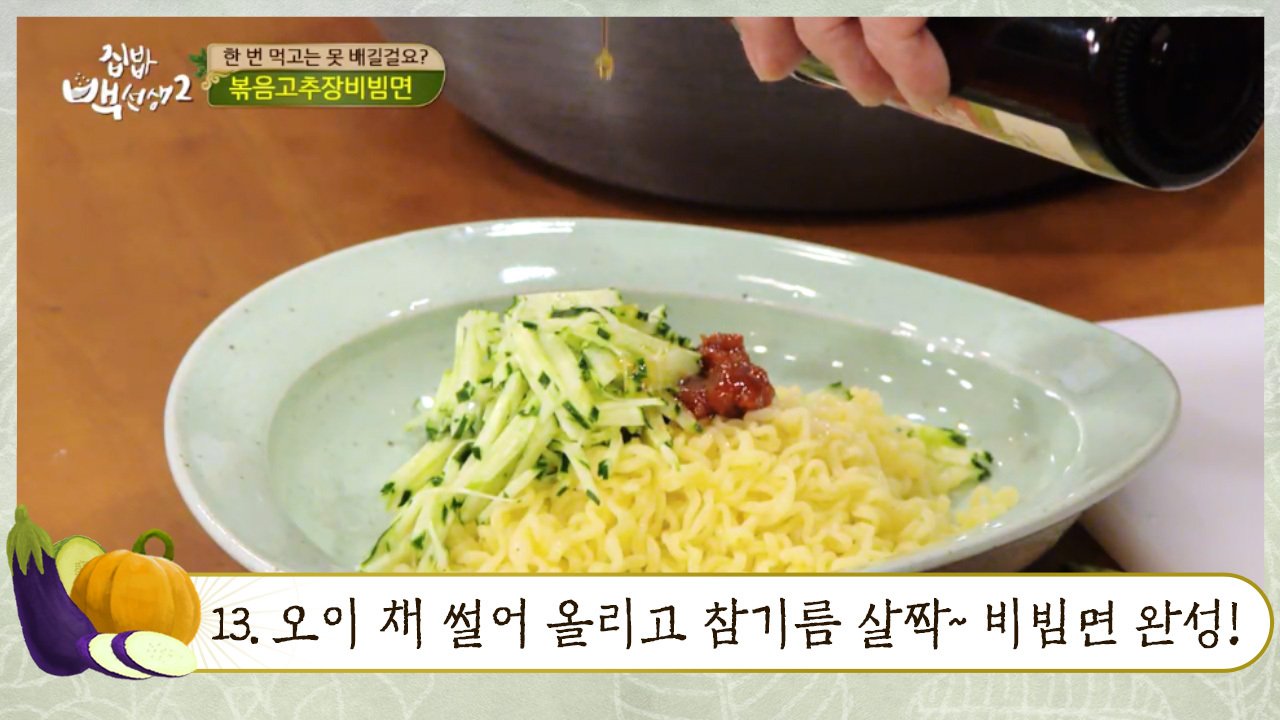 집밥
백선생2
한 번 먹고는 못 배길걸요?
볶음고추장비빔면
13. 오이 채 썰어 올리고 참기름 살짝~ 비빔면 완성!